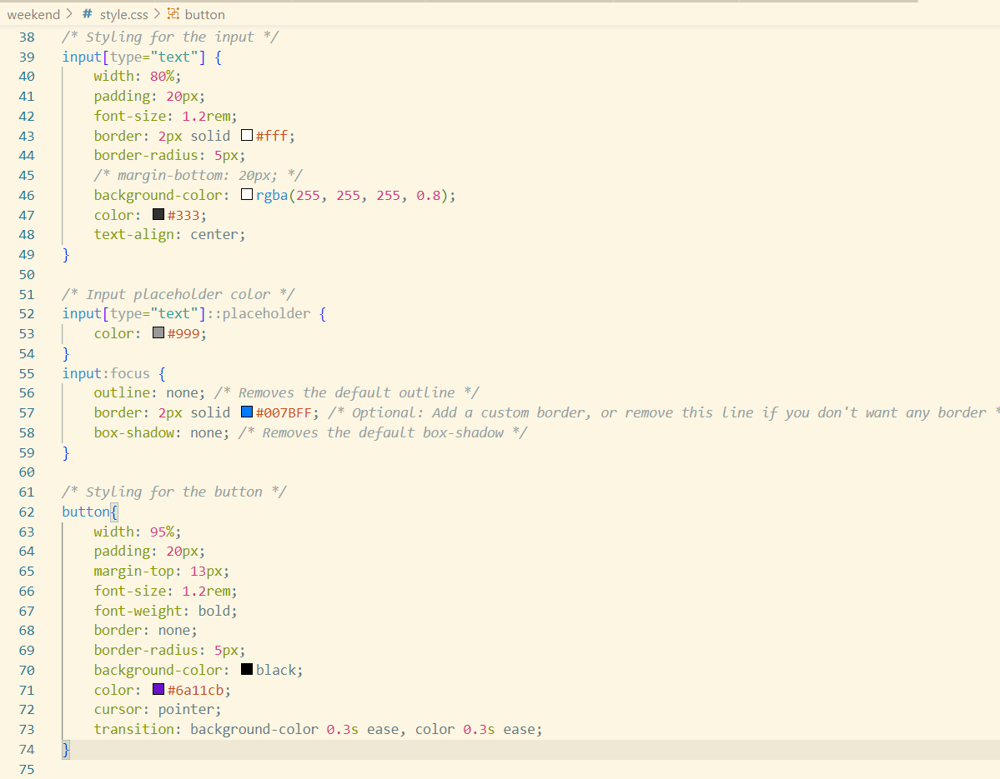 weekend > # style.css > button
38 /* Styling for the input */
39 input[type="text"] {
40     width: 80%;
41     padding: 20px;
42     font-size: 1.2rem;
43     border: 2px solid #fff;
44     border-radius: 5px;
45     /* margin-bottom: 20px; */
46     background-color: rgba(255, 255, 255, 0.8);
47     color: #333;
48     text-align: center;
49 }
50
51 /* Input placeholder color */
52 input[type="text"]::placeholder {
53     color: #999;
54 }
55 input:focus {
56     outline: none; /* Removes the default outline */
57     border: 2px solid #007BFF; /* Optional: Add a custom border, or remove this line if you don't want any border *
58     box-shadow: none; /* Removes the default box-shadow */
59 }
60
61 /* Styling for the button */
62 button{
63     width: 95%;
64     padding: 20px;
65     margin-top: 13px;
66     font-size: 1.2rem;
67     font-weight: bold;
68     border: none;
69     border-radius: 5px;
70     background-color: black;
71     color: #6a11cb;
72     cursor: pointer;
73     transition: background-color 0.3s ease, color 0.3s ease;
74 }
75